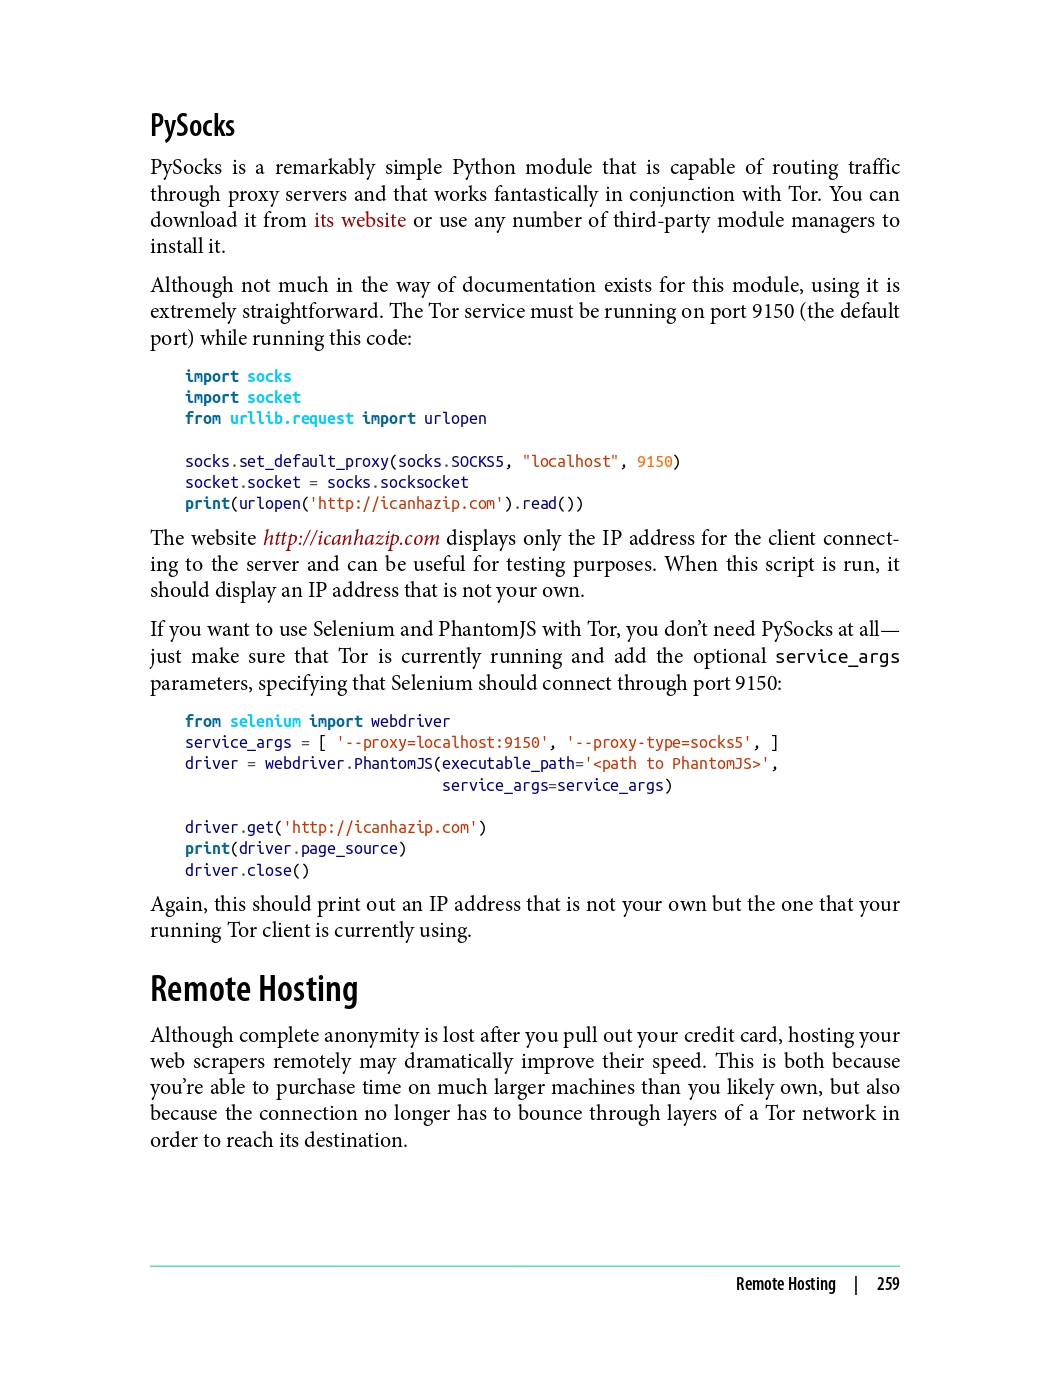 PySocks
PySocks is a remarkably simple Python module that is capable of routing traffic
through proxy servers and that works fantastically in conjunction with Tor. You can
download it from its website or use any number of third-party module managers to
install it.
Although not much in the way of documentation exists for this module, using it is
extremely straightforward. The Tor service must be running on port 9150 (the default
port) while running this code:
import socks
import socket
from urllib.request import urlopen
socks.set_default_proxy(socks.SOCKS5, "localhost", 9150)
socket.socket = socks.socksocket
print(urlopen('http://icanhazip.com').read())
The website http://icanhazip.com displays only the IP address for the client connect-
ing to the server and can be useful for testing purposes. When this script is run, it
should display an IP address that is not your own.
If you want to use Selenium and PhantomJS with Tor, you don’t need PySocks at all—
just make sure that Tor is currently running and add the optional service_args
parameters, specifying that Selenium should connect through port 9150:
from selenium import webdriver
service_args = [ '--proxy=localhost:9150', '--proxy-type=socks5', ]
driver = webdriver.PhantomJS(executable_path='<path to PhantomJS>',
service_args=service_args)
driver.get('http://icanhazip.com')
print(driver.page_source)
driver.close()
Again, this should print out an IP address that is not your own but the one that your
running Tor client is currently using.
Remote Hosting
Although complete anonymity is lost after you pull out your credit card, hosting your
web scrapers remotely may dramatically improve their speed. This is both because
you’re able to purchase time on much larger machines than you likely own, but also
because the connection no longer has to bounce through layers of a Tor network in
order to reach its destination.
Remote Hosting | 259